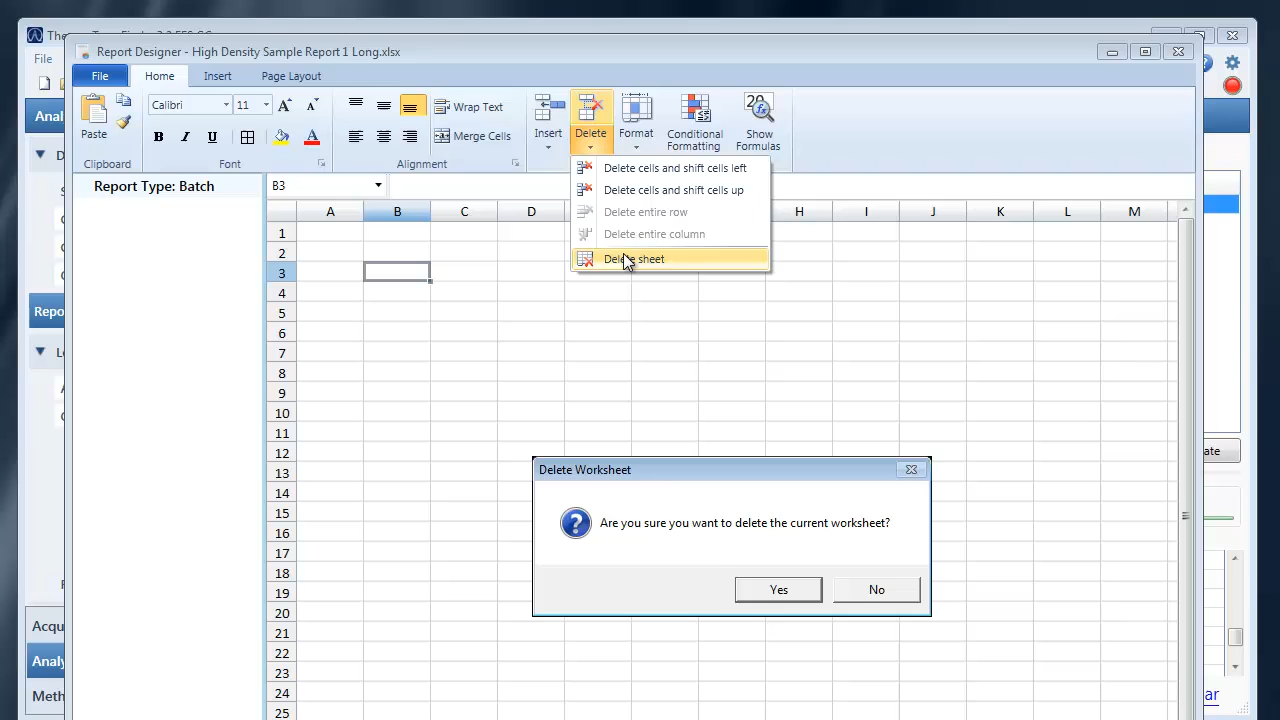 File
Report Designer - High Density Sample Report 1 Long.xlsx
File Home Insert Page Layout
Paste
Clipboard
Calibri 11
B I U A
Font
Wrap Text
Merge Cells
Alignment
Insert
Delete
Format
Conditional Formatting
Show Formulas
Delete cells and shift cells left
Delete cells and shift cells up
Delete entire row
Delete entire column
Delete sheet
Report Type: Batch
B3
A B C D H I J K L M
1
2
3
4
5
6
7
8
9
10
11
12
13
14
15
16
17
18
19
20
21
22
23
24
25
Delete Worksheet
Are you sure you want to delete the current worksheet?
Yes No
Anal
Repo
Acqu
Analy
Meth
ate
ar